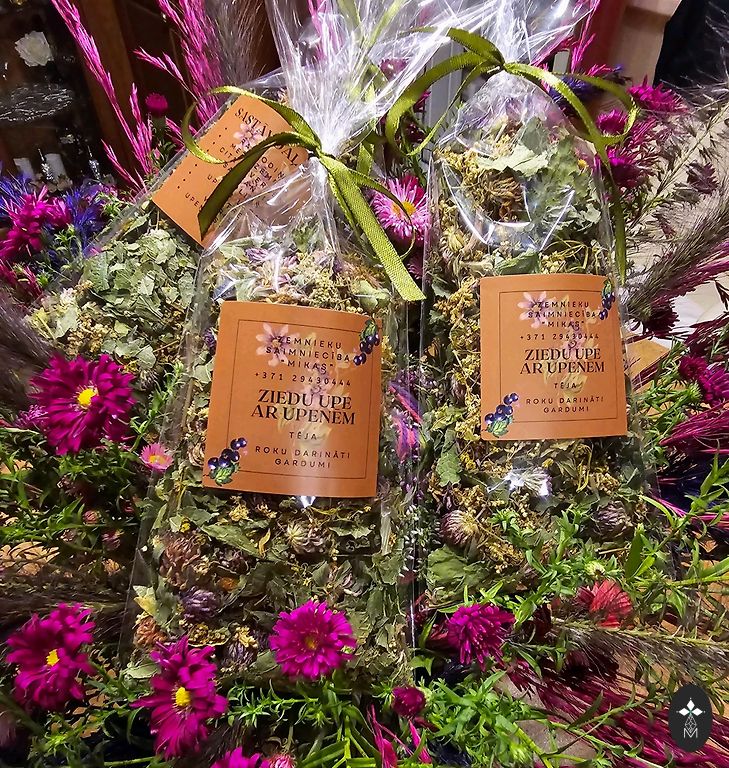 SASTĀVDAĻ
ZEMNIEKU
SAIMNIECĪBA
"MIKAS"
+371 29430444
ZIEDU UPE
AR UPENĒM
TĒJA
ROKU DARINĀTI
GARDUMI
ZEMNIEKU
SAIMNIECĪBA
"MIKAS"
+371 29430444
ZIEDU UPE
AR UPENĒM
TĒJA
ROKU DARINĀTI
GARDUMI
M